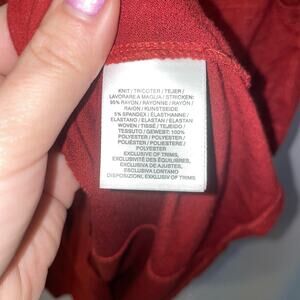 KNIT / TRICOTER / TEJER /
LAVORARE A MAGLIA / STRICKEN:
95% RAYON / RAYONNE / RAYON /
RAION / KUNSTSEIDE
5% SPANDEX / ÉLASTHANNE /
ELASTANO / ELASTAN / ELASTAN
WOVEN / TISSÉ / TEJIDO /
TESSUTO / GEWEBT: 100%
POLYESTER / POLYESTER /
POLIÉSTER / POLIESTERE /
POLYESTER
EXCLUSIVE OF TRIMS,
EXCLUSIVITÉ DES ÉQUILIBRES,
EXCLUSIVA DE AJUSTES,
ESCLUSIVA LONTANO
DISPOSIZIONI, EXKLUSIV OF TRIMS